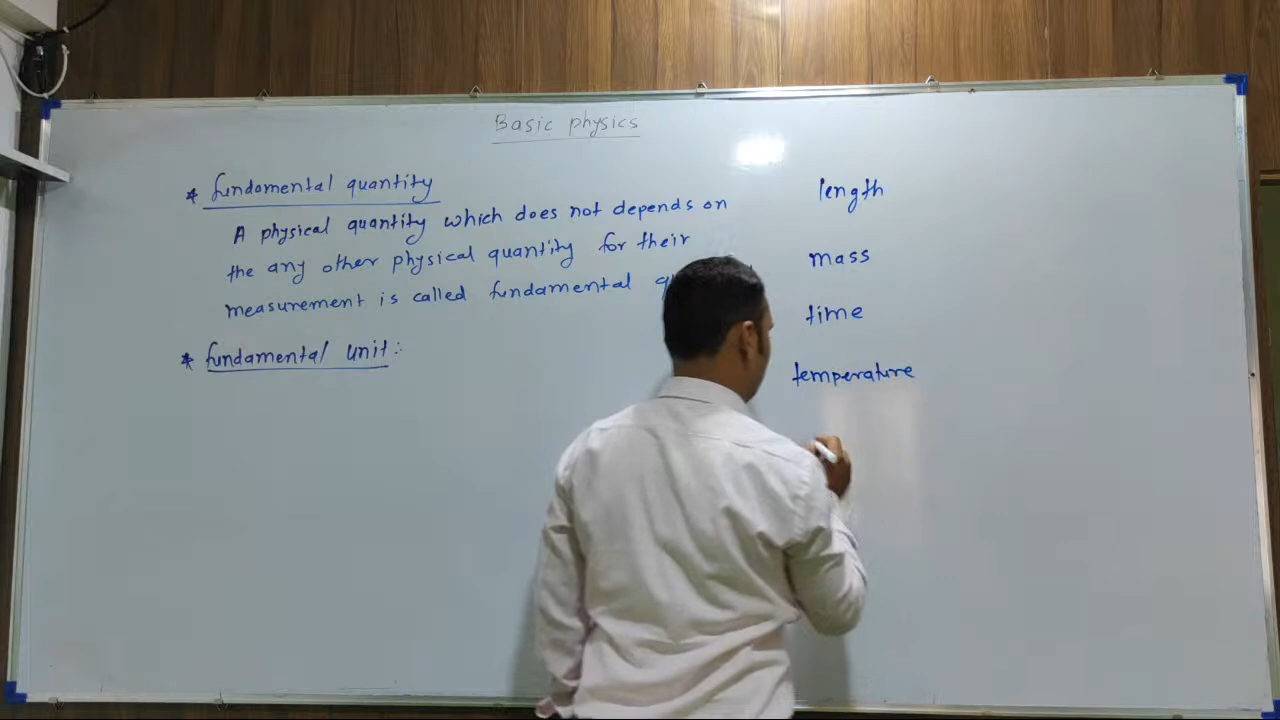 Basic physics
* fundamental quantity
A physical quantity which does not depends on
the any other physical quantity for their
measurement is called fundamental
* fundamental unit :
length
mass
time
temperature